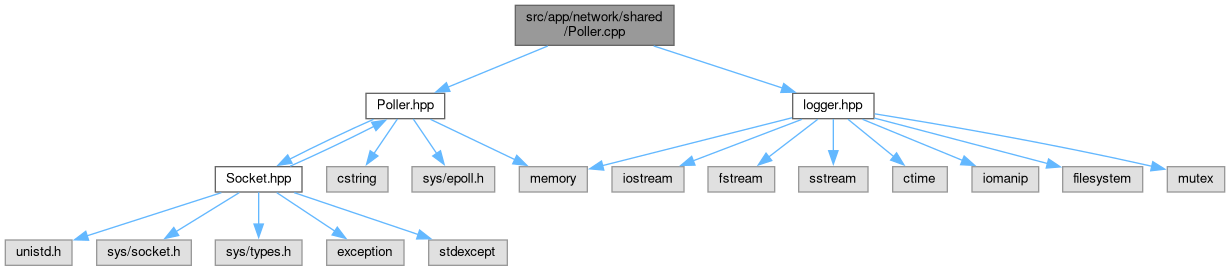 src/app/network/shared
/Poller.cpp
Poller.hpp
logger.hpp
Socket.hpp
cstring
sys/epoll.h
memory
iostream
fstream
sstream
ctime
iomanip
filesystem
mutex
unistd.h
sys/socket.h
sys/types.h
exception
stdexcept